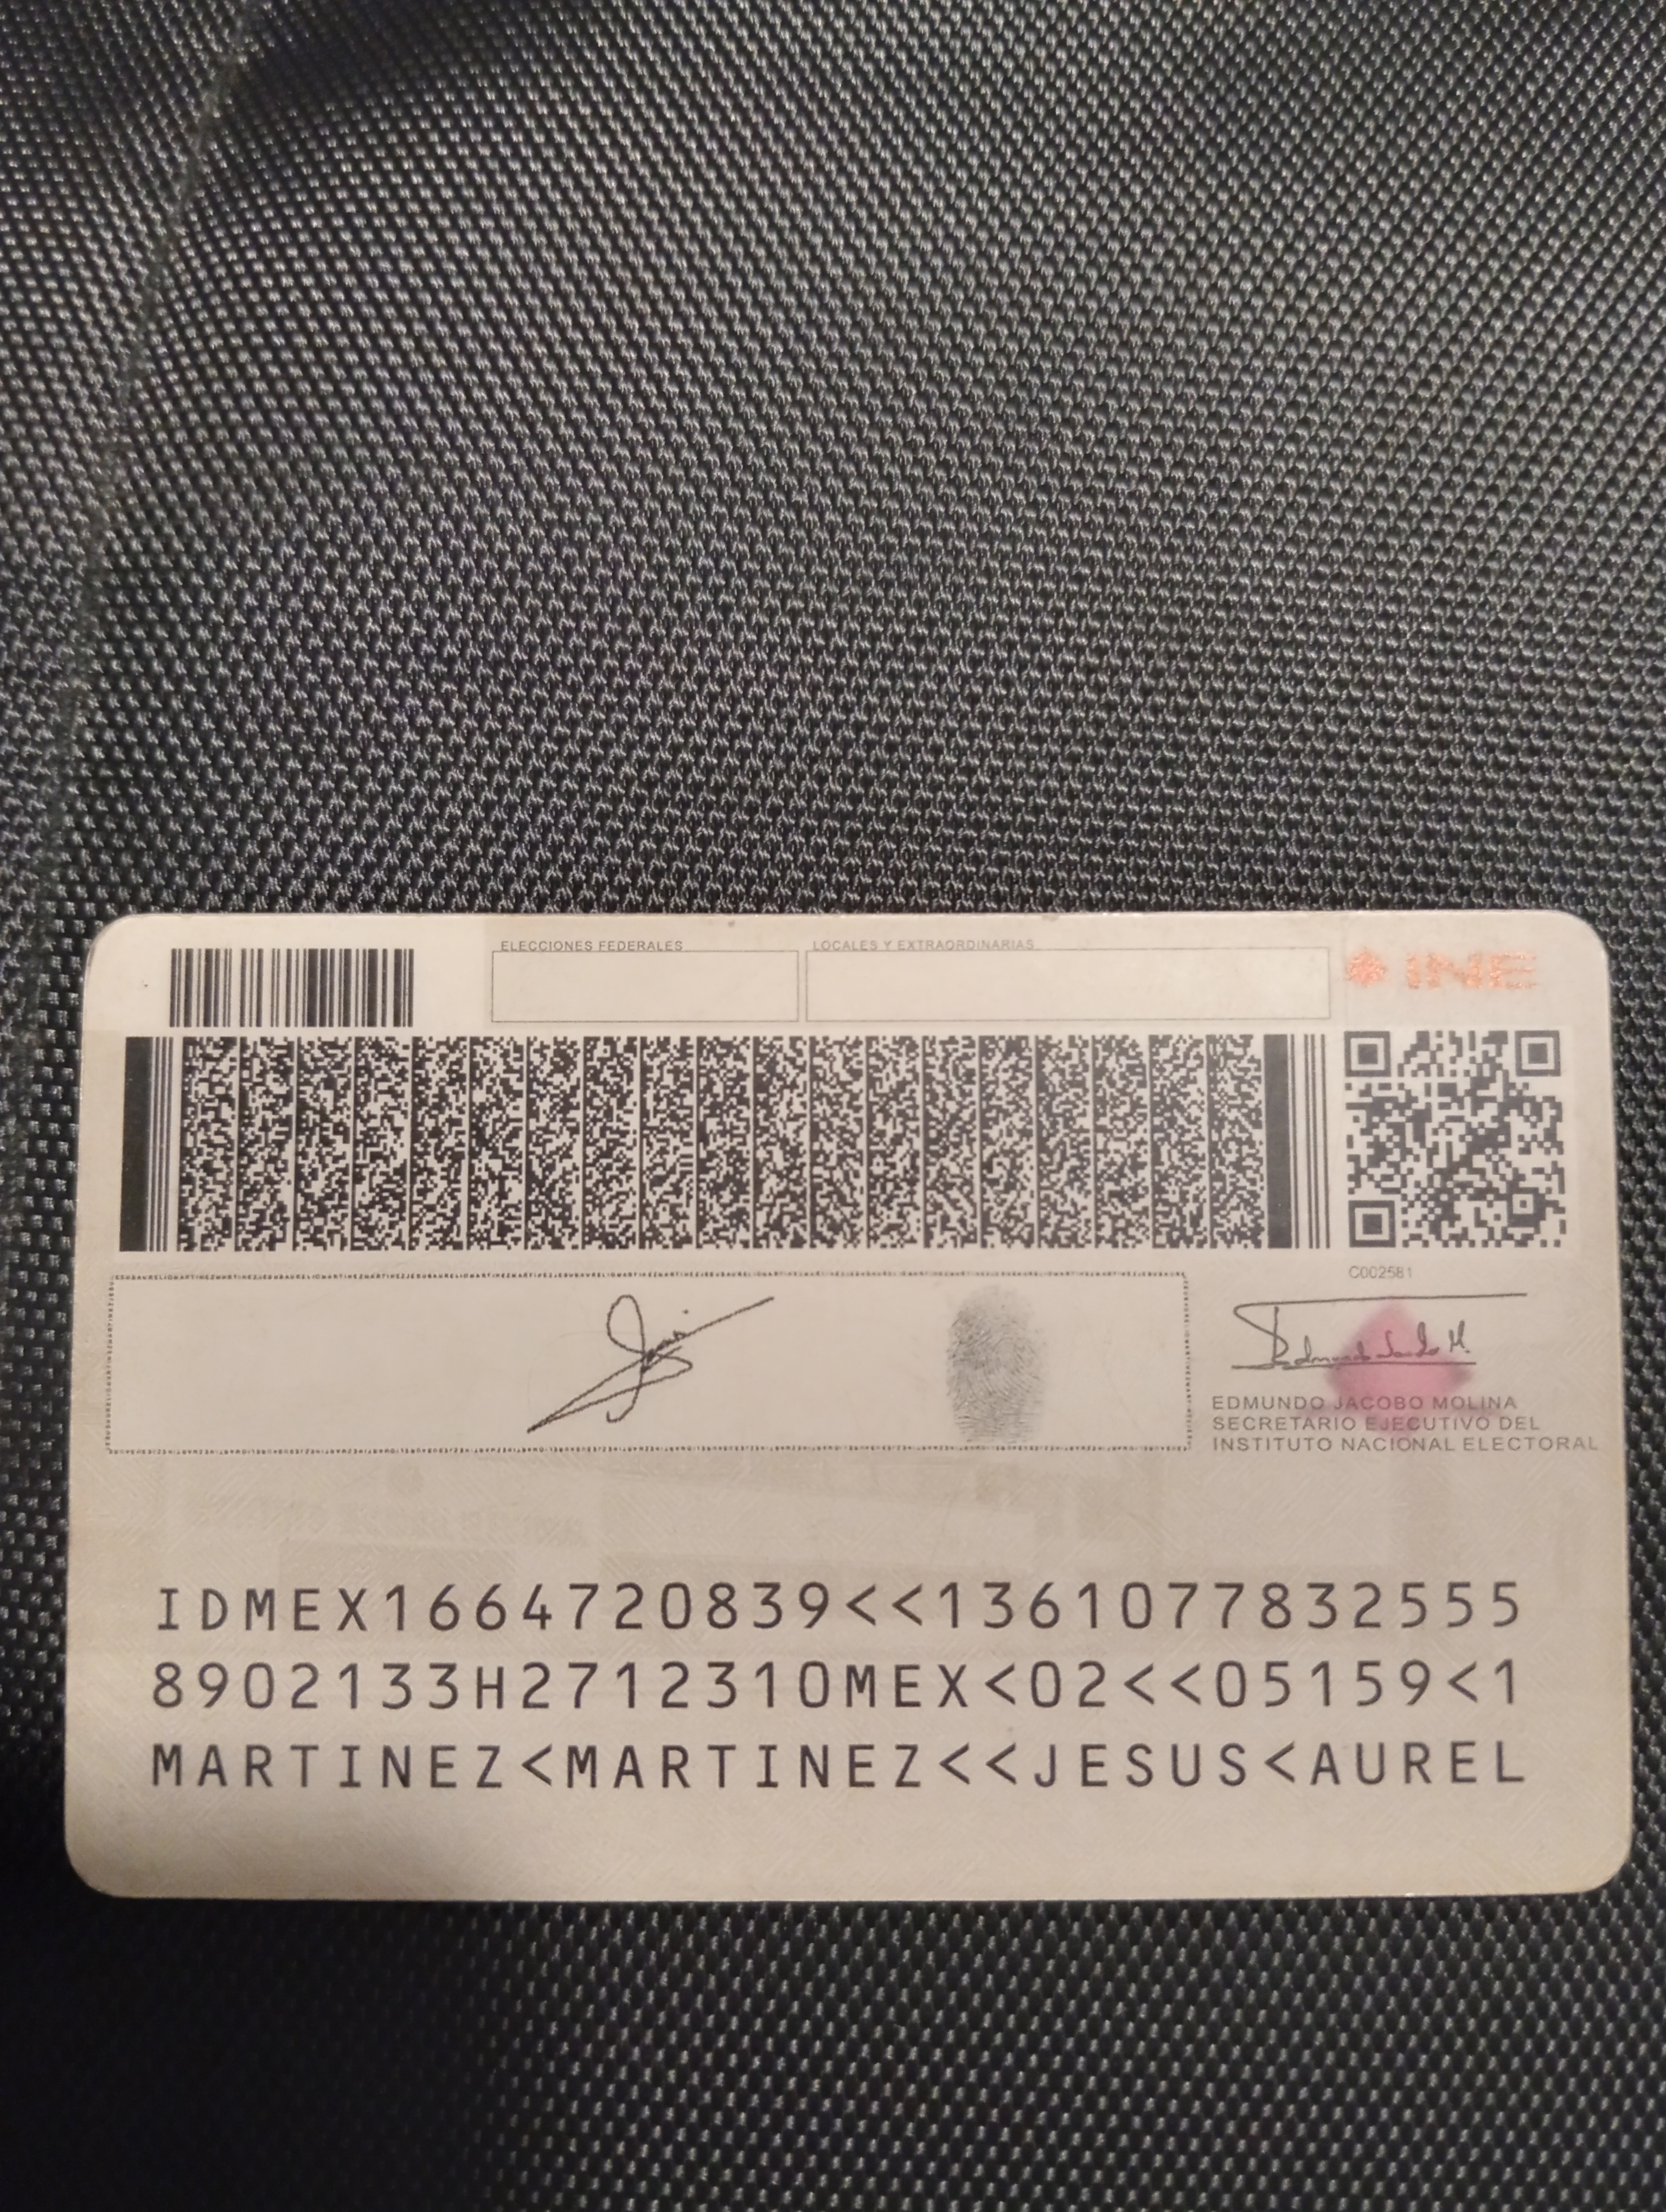 ELECCIONES FEDERALES
LOCALES Y EXTRAORDINARIAS
INE
C002581
EDMUNDO JACOBO MOLINA
SECRETARIO EJECUTIVO DEL
INSTITUTO NACIONAL ELECTORAL
IDMEX1664720839<<1361077832555
8902133H2712310MEX<02<<05159<1
MARTINEZ<MARTINEZ<<JESUS<AUREL